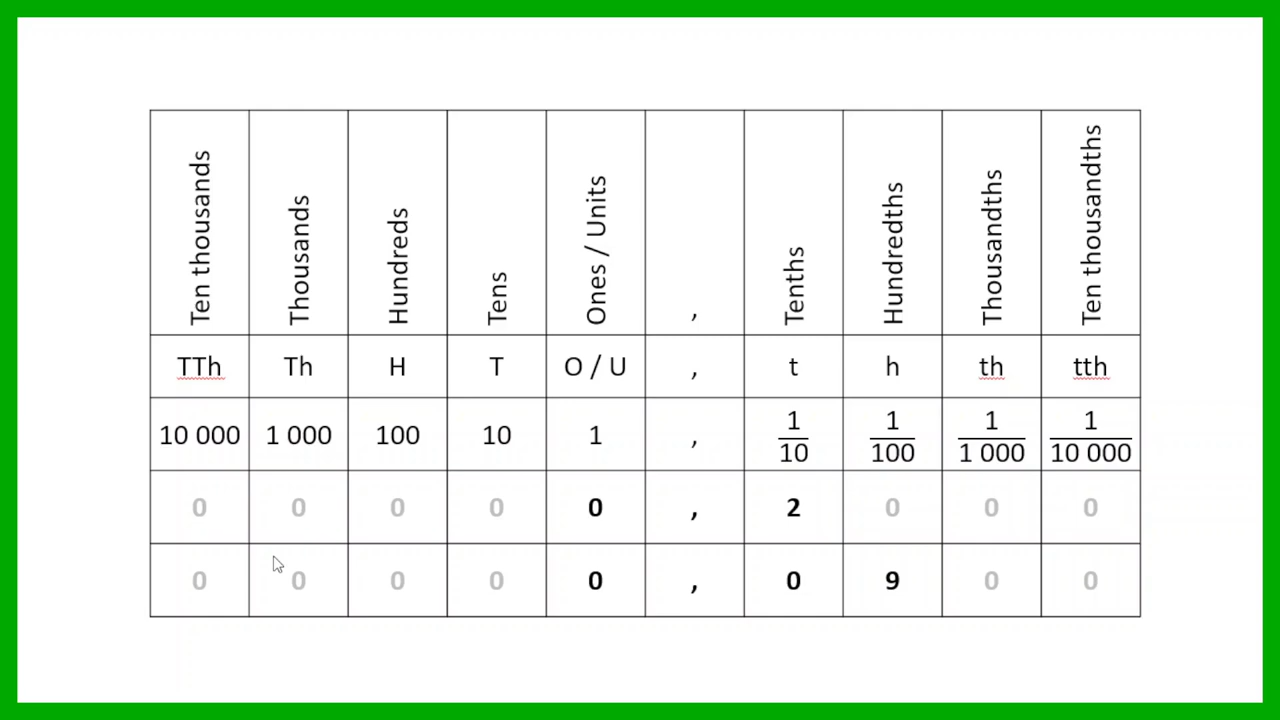 Ten thousands Thousands Hundreds Tens Ones / Units , Tenths Hundredths Thousandths Ten thousandths
TTh Th H T O / U , t h th tth
10 000 1 000 100 10 1 , 1/10 1/100 1/1 000 1/10 000
0 0 0 0 0 , 2 0 0 0
0 0 0 0 0 , 0 9 0 0